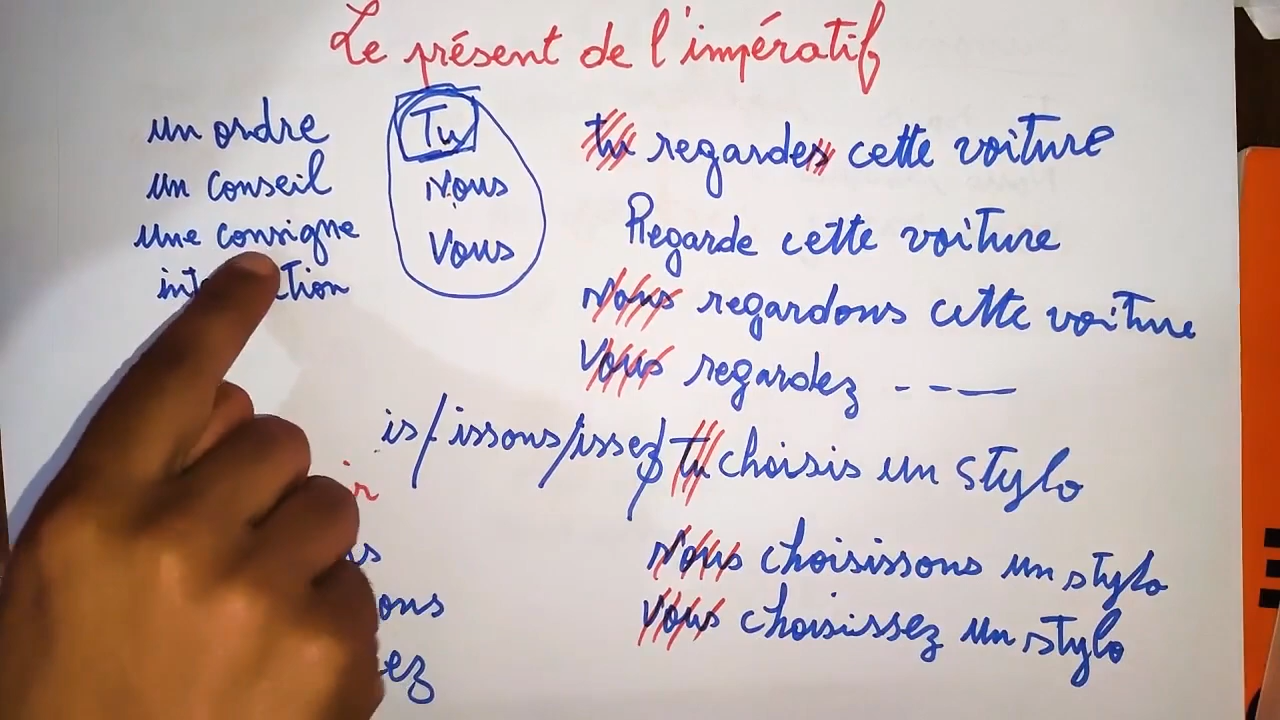 Le présent de l'impératif
un ordre
un conseil
une consigne
Tu
Nous
Vous
tu regardes cette voiture
Regarde cette voiture
Nous regardons cette voiture
Vous regardez -----
is/issons/issez
tu choisis un stylo
Nous choisissons un stylo
Vous choisissez un stylo
ons
ez